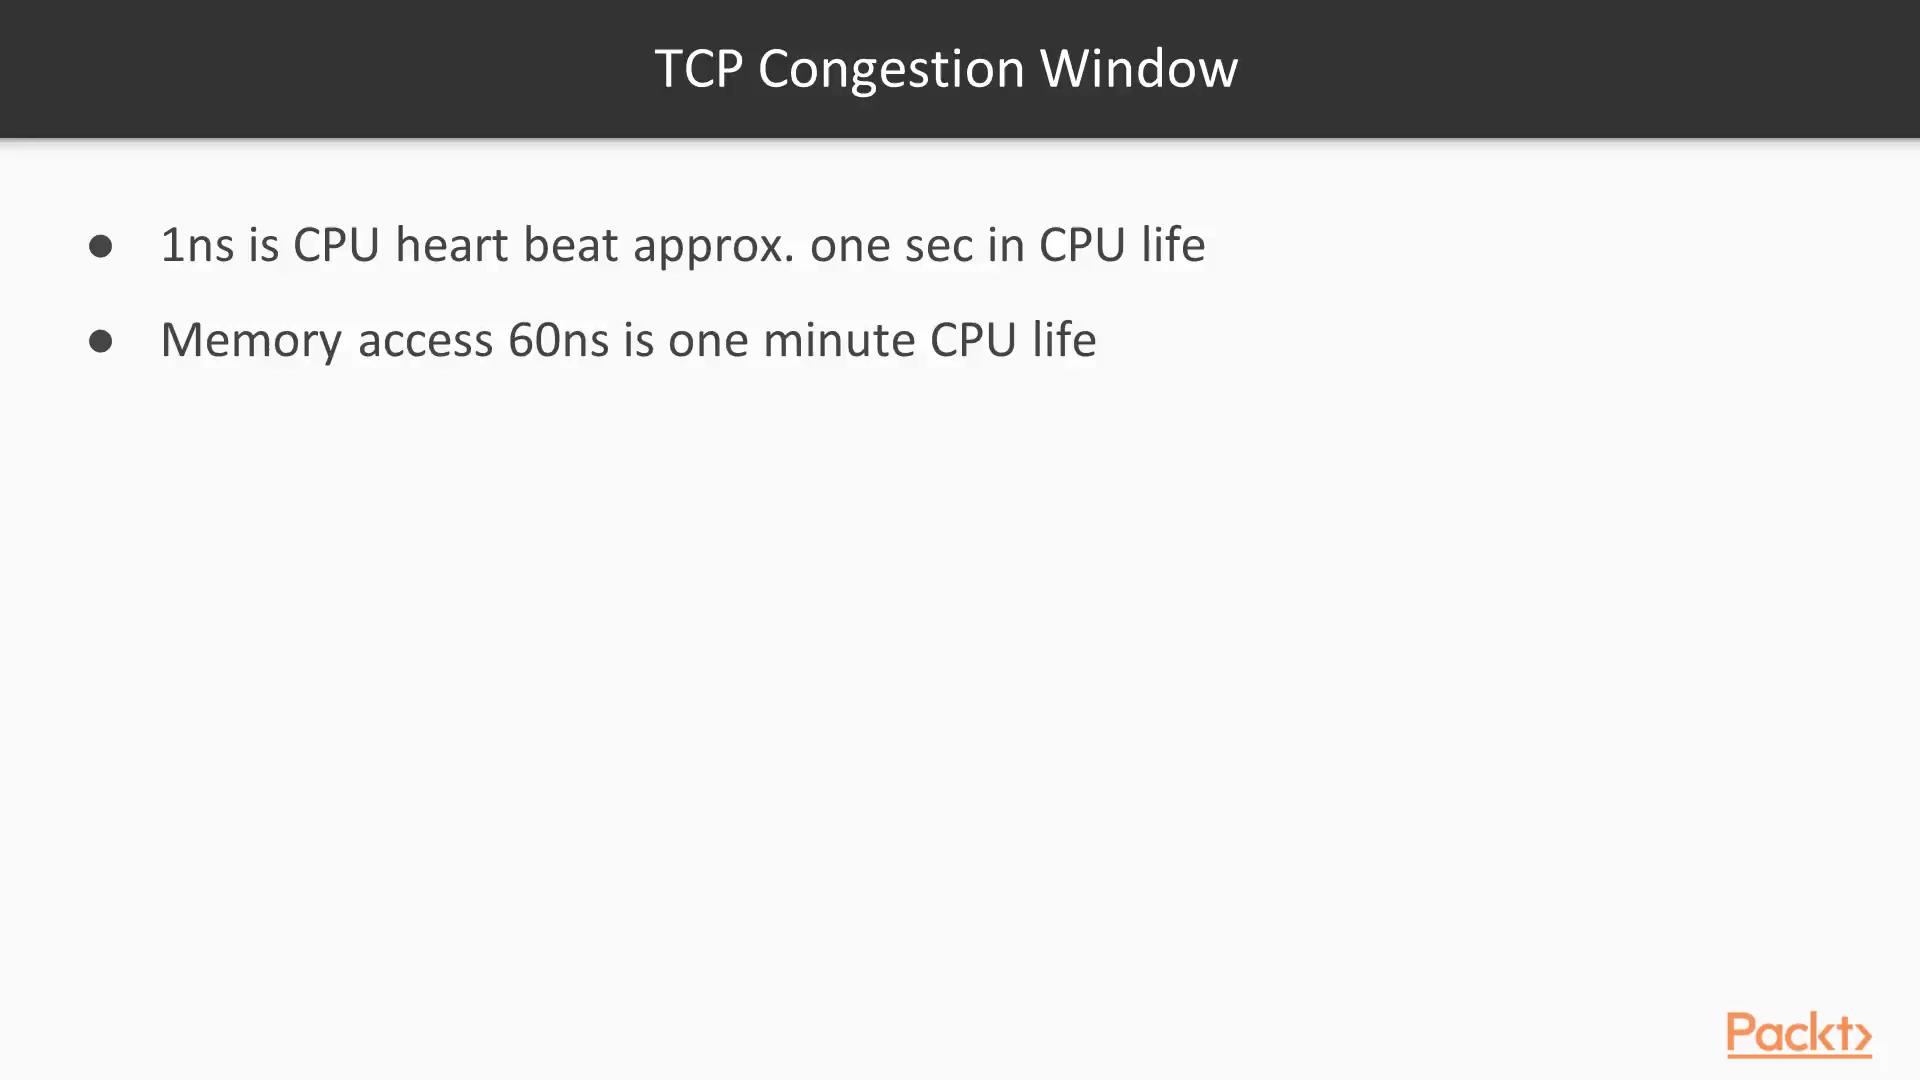 TCP Congestion Window
● 1ns is CPU heart beat approx. one sec in CPU life
● Memory access 60ns is one minute CPU life
Packt>